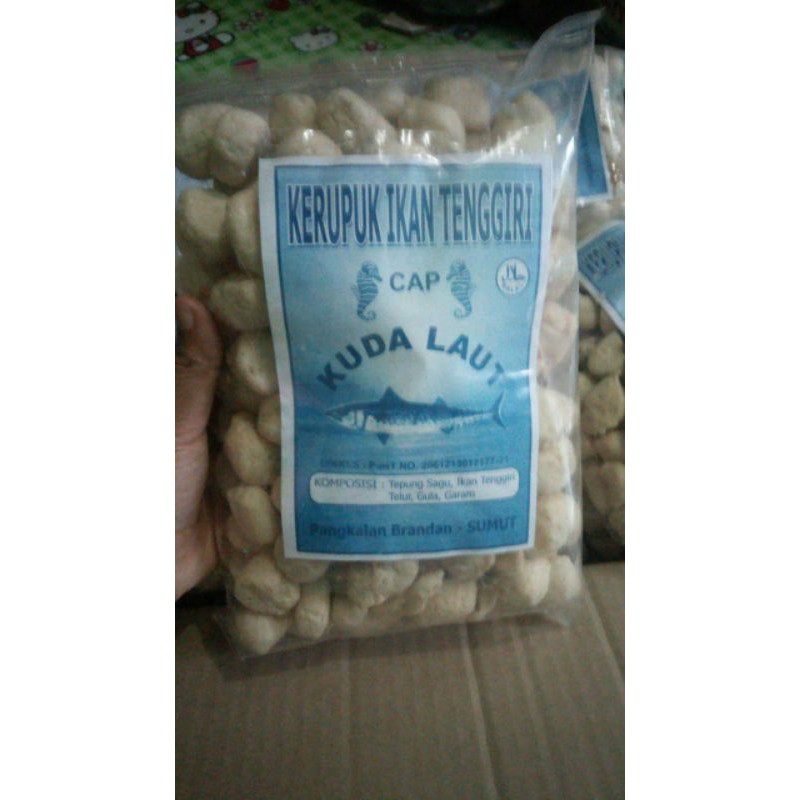 KERUPUK IKAN TENGGIRI
CAP
KUDA LAUT
KOMPOSISI : Tepung Sagu, Ikan Tenggiri
Telur, Gula, Garam
Pangkalan Brandan - SUMUT